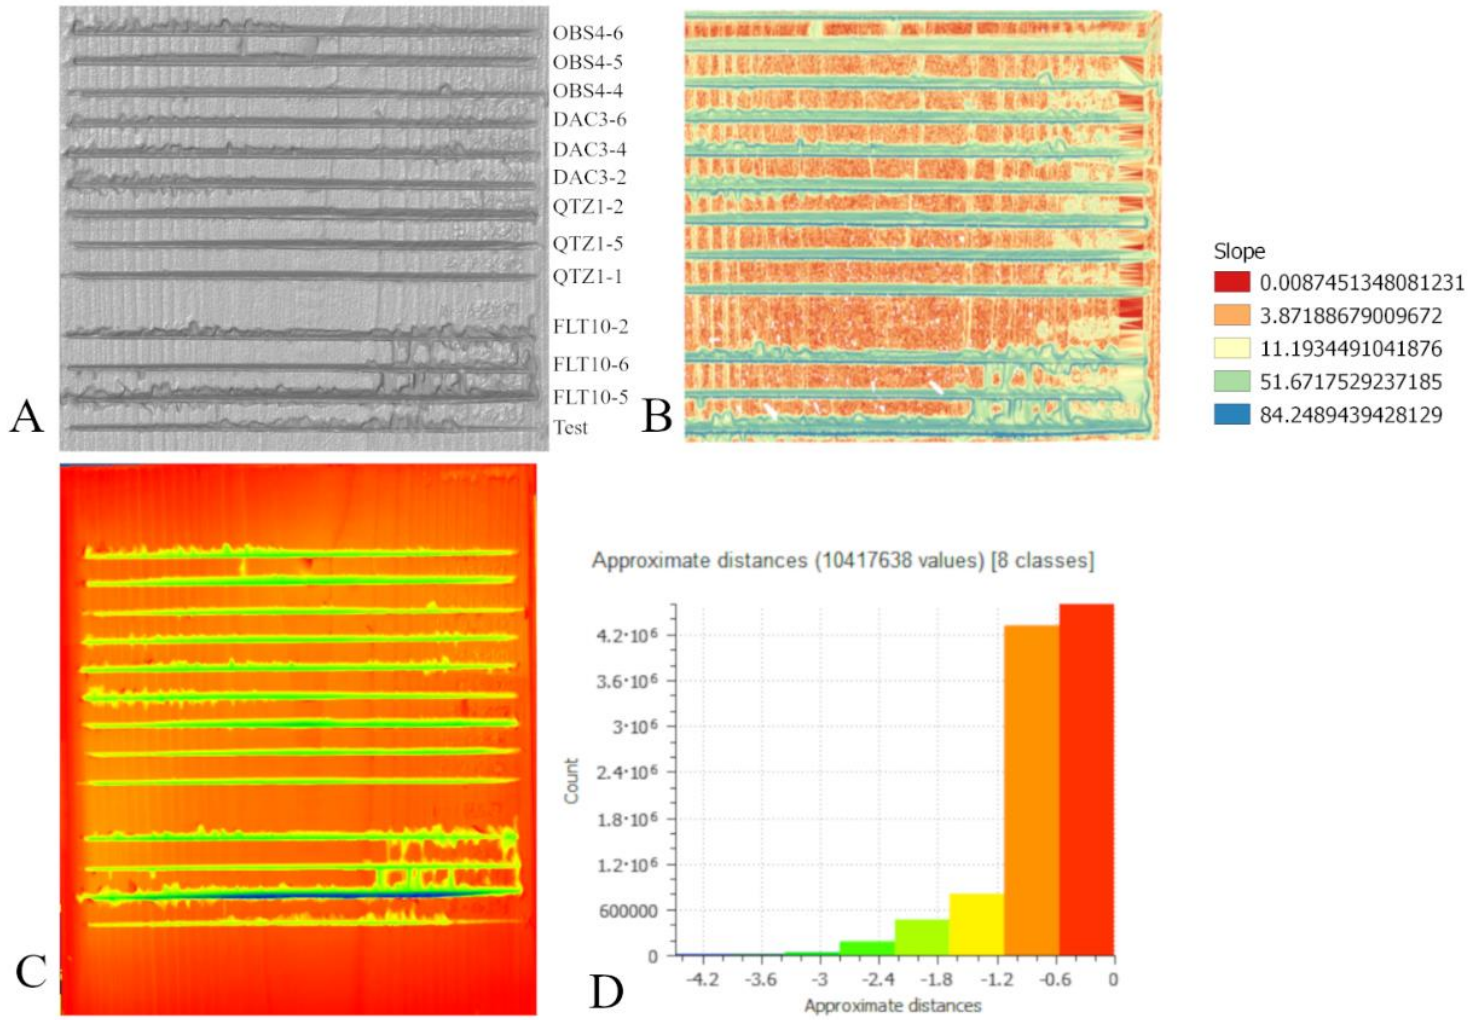 OBS4-6
OBS4-5
OBS4-4
DAC3-6
DAC3-4
DAC3-2
QTZ1-2
QTZ1-5
QTZ1-1
FLT10-2
FLT10-6
FLT10-5
Test
A
B
Slope
0.0087451348081231
3.87188679009672
11.1934491041876
51.6717529237185
84.2489439428129
C
Approximate distances (10417638 values) [8 classes]
Count
4.2·10⁶
3.6·10⁶
3·10⁶
2.4·10⁶
1.8·10⁶
1.2·10⁶
600000
0
-4.2 -3.6 -3 -2.4 -1.8 -1.2 -0.6 0
Approximate distances
D